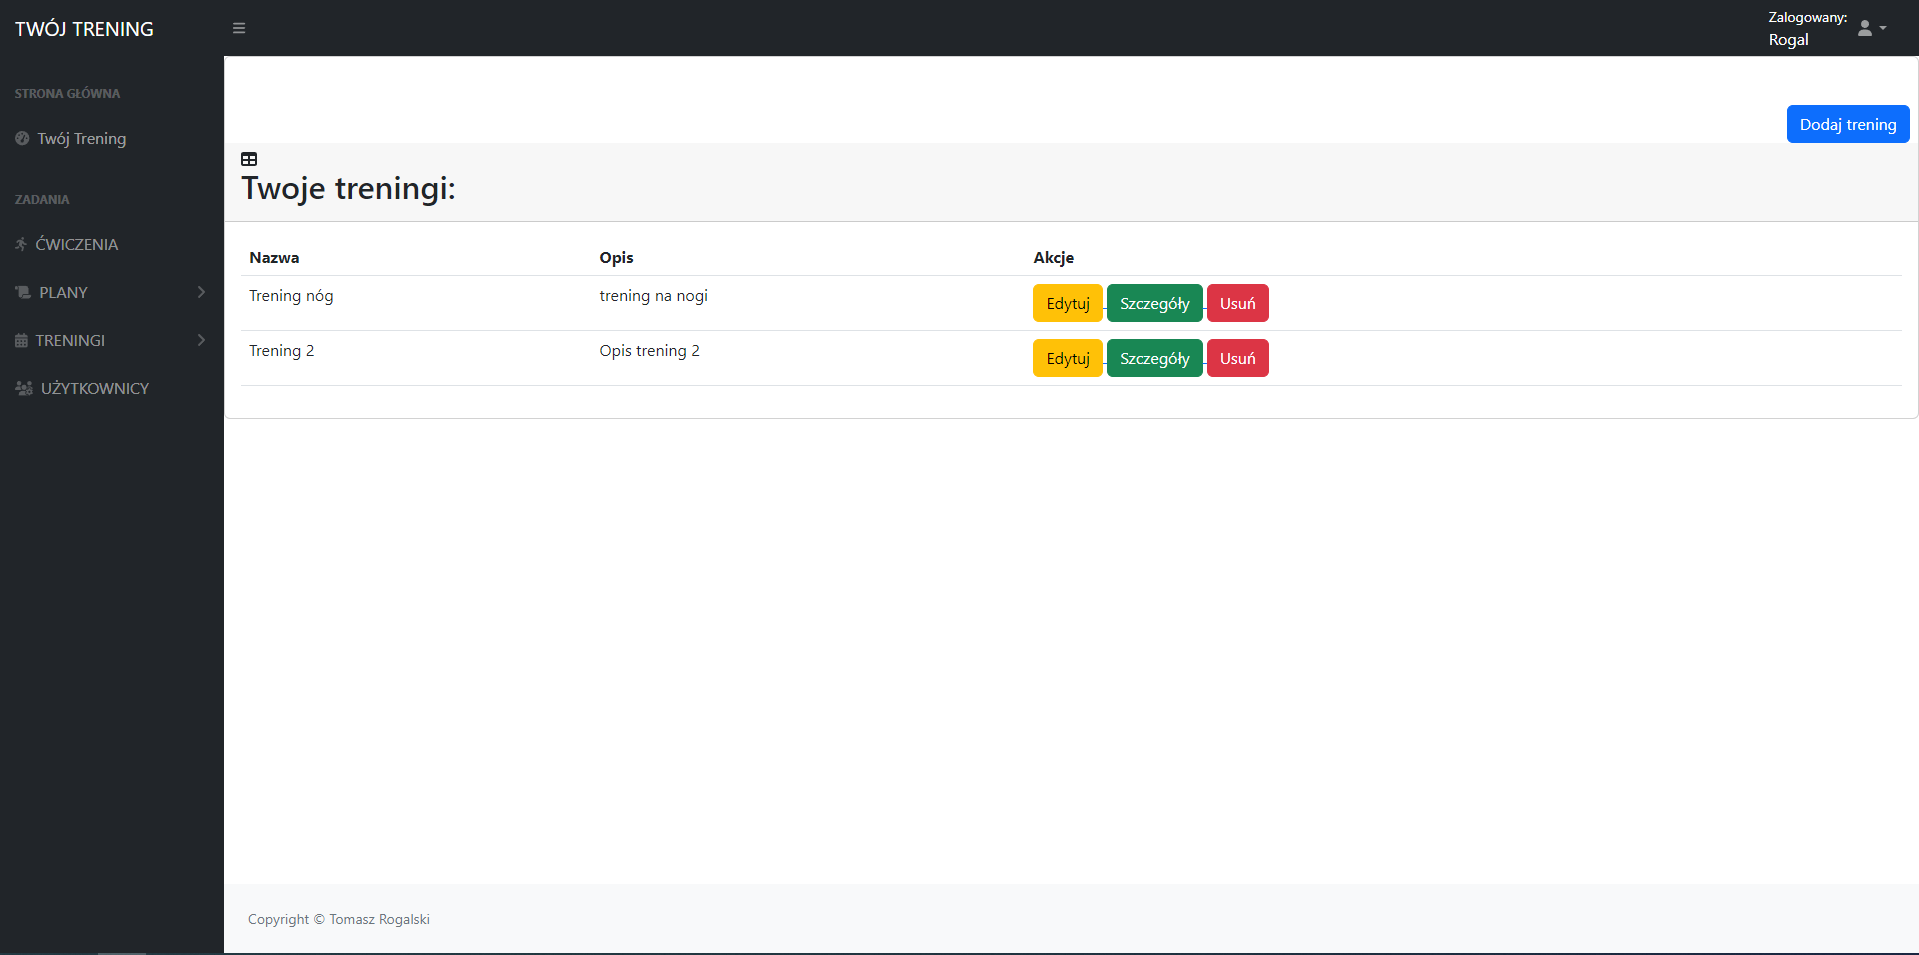 TWÓJ TRENING
Zalogowany:
Rogal
STRONA GŁÓWNA
Twój Trening
ZADANIA
ĆWICZENIA
PLANY
TRENINGI
UŻYTKOWNICY
Dodaj trening
Twoje treningi:
Nazwa Opis Akcje
Trening nóg trening na nogi Edytuj Szczegóły Usuń
Trening 2 Opis trening 2 Edytuj Szczegóły Usuń
Copyright © Tomasz Rogalski